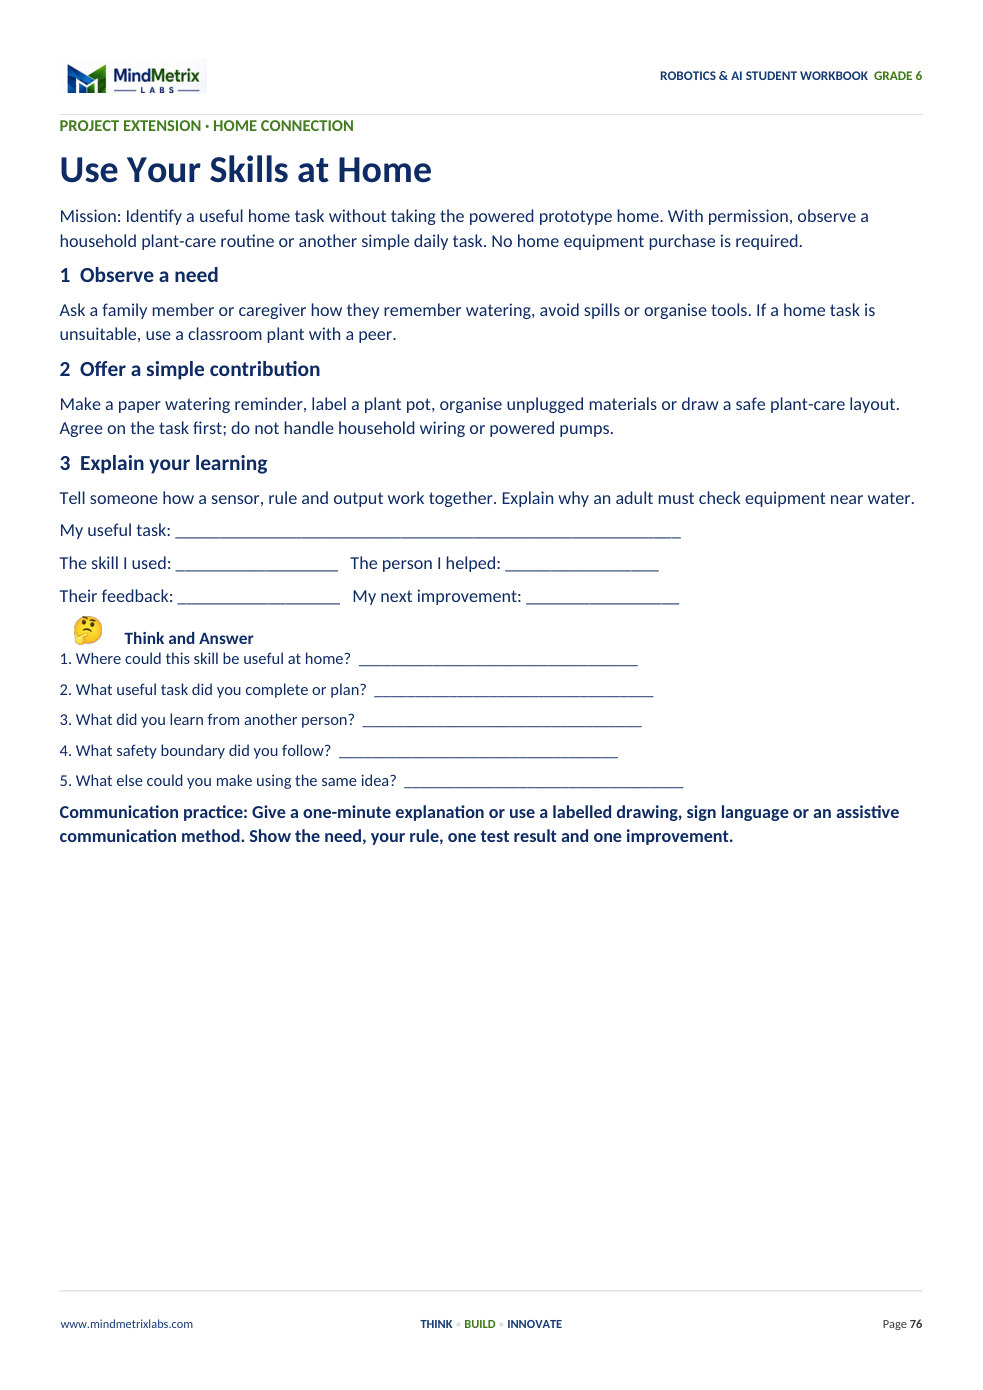 MindMetrix
LABS
ROBOTICS & AI STUDENT WORKBOOK GRADE 6
PROJECT EXTENSION · HOME CONNECTION
Use Your Skills at Home
Mission: Identify a useful home task without taking the powered prototype home. With permission, observe a
household plant-care routine or another simple daily task. No home equipment purchase is required.
1 Observe a need
Ask a family member or caregiver how they remember watering, avoid spills or organise tools. If a home task is
unsuitable, use a classroom plant with a peer.
2 Offer a simple contribution
Make a paper watering reminder, label a plant pot, organise unplugged materials or draw a safe plant-care layout.
Agree on the task first; do not handle household wiring or powered pumps.
3 Explain your learning
Tell someone how a sensor, rule and output work together. Explain why an adult must check equipment near water.
My useful task: ____________________________________________________
The skill I used: _________________ The person I helped: ________________
Their feedback: _________________ My next improvement: ________________
Think and Answer
1. Where could this skill be useful at home? ________________________________
2. What useful task did you complete or plan? ________________________________
3. What did you learn from another person? ________________________________
4. What safety boundary did you follow? ________________________________
5. What else could you make using the same idea? ________________________________
Communication practice: Give a one-minute explanation or use a labelled drawing, sign language or an assistive
communication method. Show the need, your rule, one test result and one improvement.
www.mindmetrixlabs.com
THINK • BUILD • INNOVATE
Page 76